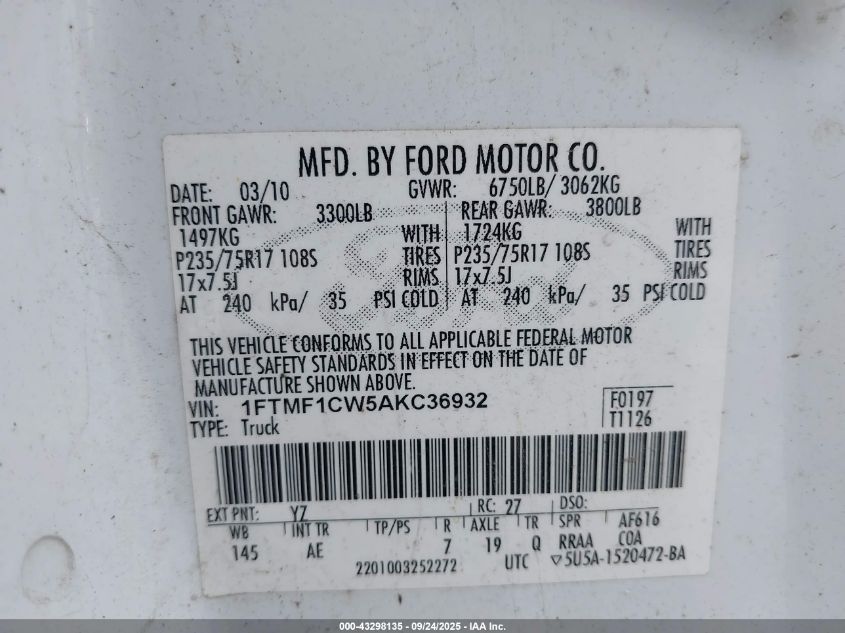 MFD. BY FORD MOTOR CO.
DATE: 03/10 GVWR: 6750LB/ 3062KG
FRONT GAWR: 3300LB REAR GAWR: 3800LB
1497KG WITH 1724KG WITH
P235/75R17 108S TIRES P235/75R17 108S TIRES
17x7.5J RIMS 17x7.5J RIMS
AT 240 kPa/ 35 PSI COLD AT 240 kPa/ 35 PSI COLD
THIS VEHICLE CONFORMS TO ALL APPLICABLE FEDERAL MOTOR
VEHICLE SAFETY STANDARDS IN EFFECT ON THE DATE OF
MANUFACTURE SHOWN ABOVE.
VIN: 1FTMF1CW5AKC36932 F0197
TYPE: Truck T1126
EXT PNT: YZ RC: 27 DSO:
WB INT TR TP/PS R AXLE TR SPR AF616
145 AE 7 19 Q RRAA COA
2201003252272 UTC ▽5U5A-1520472-BA
000-43298135 - 09/24/2025 - IAA Inc.